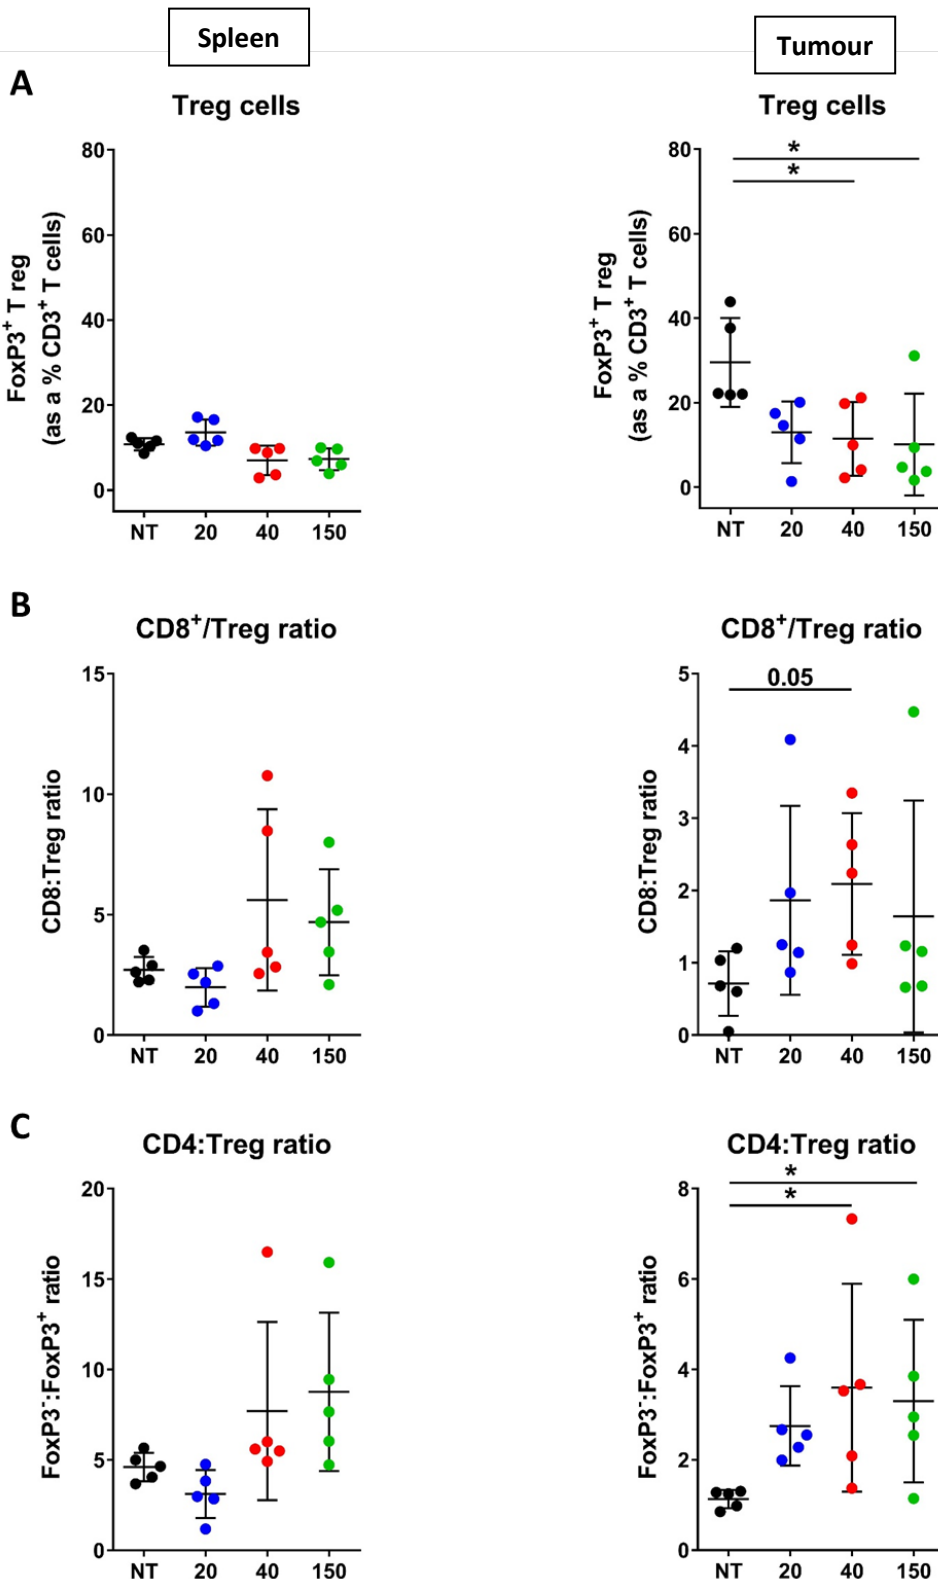 Spleen
Tumour
A
Treg cells
Treg cells
FoxP3⁺ T reg
(as a % CD3⁺ T cells)
80
60
40
20
0
NT 20 40 150
FoxP3⁺ T reg
(as a % CD3⁺ T cells)
80
60
40
20
0
*
*
NT 20 40 150
B
CD8⁺/Treg ratio
CD8⁺/Treg ratio
CD8:Treg ratio
15
10
5
0
NT 20 40 150
CD8:Treg ratio
5
4
3
2
1
0
0.05
NT 20 40 150
C
CD4:Treg ratio
CD4:Treg ratio
FoxP3⁻:FoxP3⁺ ratio
20
15
10
5
0
NT 20 40 150
FoxP3⁻:FoxP3⁺ ratio
8
6
4
2
0
*
*
NT 20 40 150